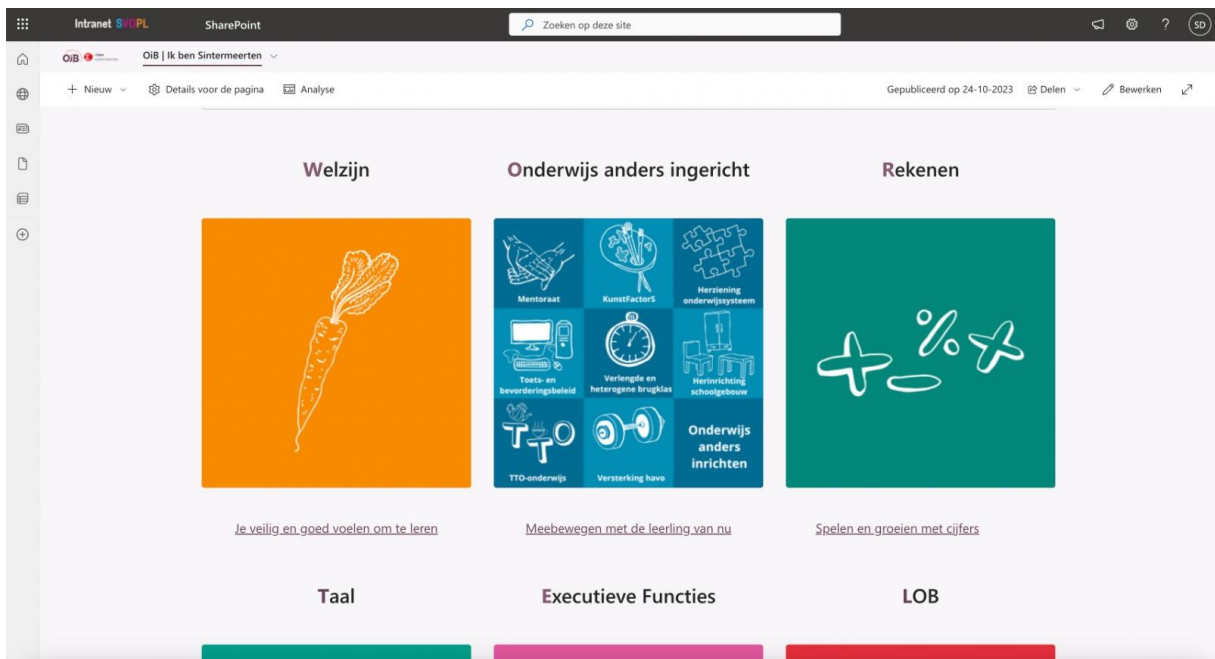 Intranet SVOPL SharePoint Zoeken op deze site ? SD
OiB OiB | Ik ben Sintermeerten
+ Nieuw Details voor de pagina Analyse Gepubliceerd op 24-10-2023 Delen Bewerken
Welzijn Onderwijs anders ingericht Rekenen
Mentoraat
KunstFactorS
Herziening
onderwijssysteem
Toets- en
bevorderingsbeleid
Verlengde en
heterogene brugklas
Herinrichting
schoolgebouw
TTO
TTO-onderwijs
Versterking havo
Onderwijs
anders
inrichten
+ - % ×
Je veilig en goed voelen om te leren Meebewegen met de leerling van nu Spelen en groeien met cijfers
Taal Executieve Functies LOB